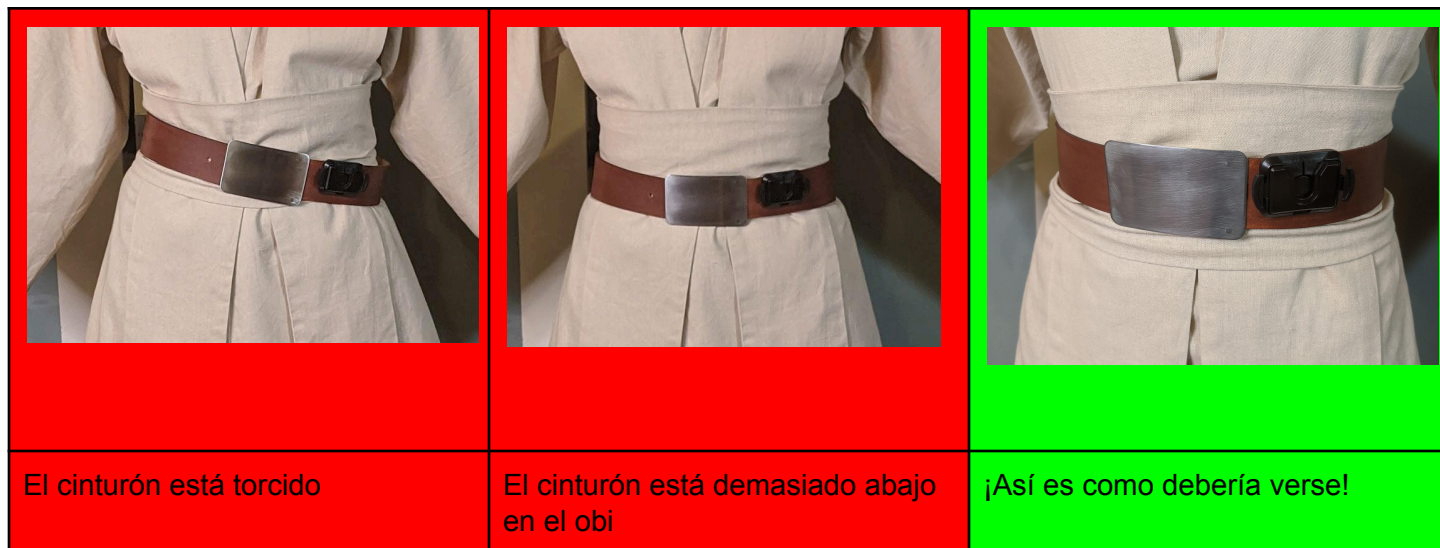 El cinturón está torcido
El cinturón está demasiado abajo
en el obi
¡Así es como debería verse!